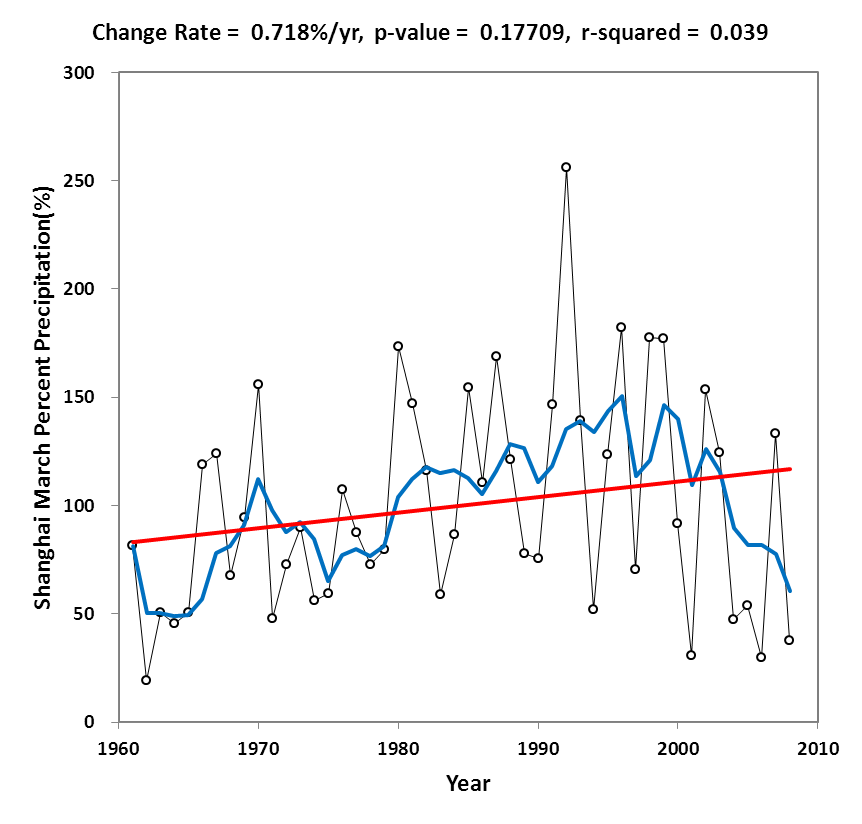 Change Rate = 0.718%/yr, p-value = 0.17709, r-squared = 0.039
300
250
200
150
100
50
0
Shanghai March Percent Precipitation(%)
1960 1970 1980 1990 2000 2010
Year